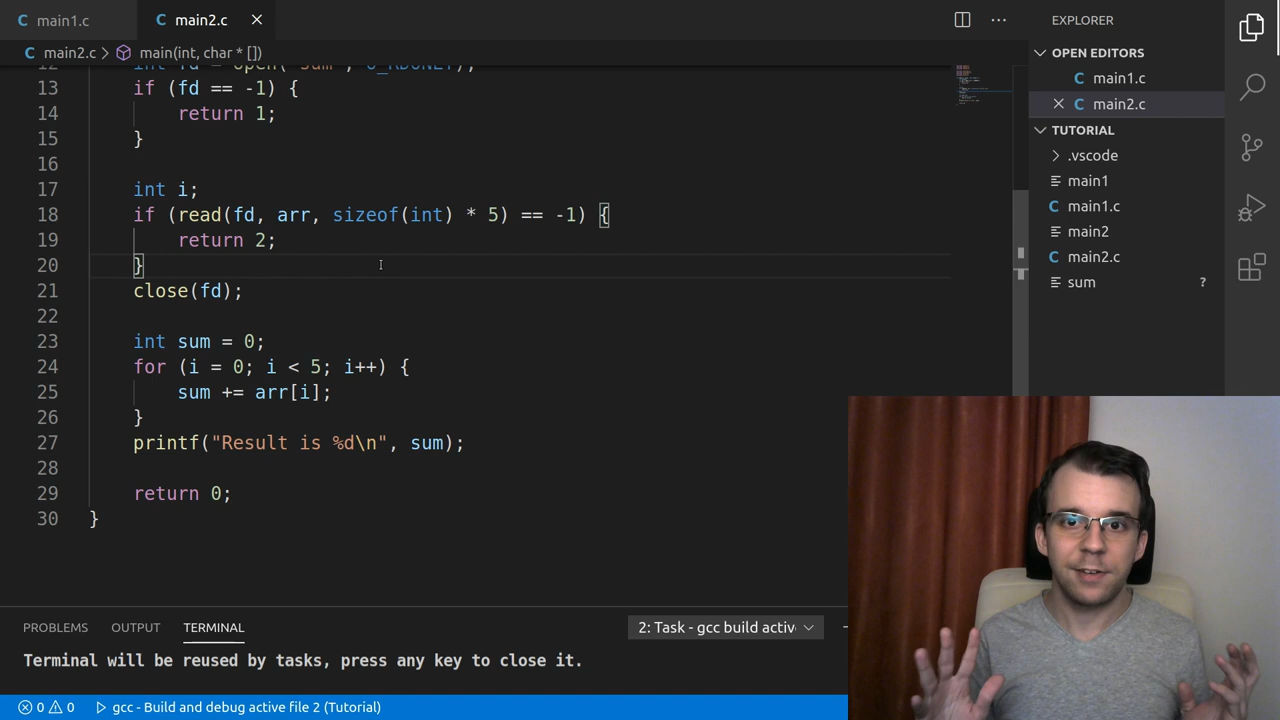 main1.c
main2.c
main2.c > main(int, char * [])
13 if (fd == -1) {
14 return 1;
15 }
16
17 int i;
18 if (read(fd, arr, sizeof(int) * 5) == -1) {
19 return 2;
20 }
21 close(fd);
22
23 int sum = 0;
24 for (i = 0; i < 5; i++) {
25 sum += arr[i];
26 }
27 printf("Result is %d\n", sum);
28
29 return 0;
30 }
EXPLORER
OPEN EDITORS
C main1.c
C main2.c
TUTORIAL
> .vscode
main1
C main1.c
main2
C main2.c
sum ?
PROBLEMS OUTPUT TERMINAL
2: Task - gcc build activ
Terminal will be reused by tasks, press any key to close it.
0 0 gcc - Build and debug active file 2 (Tutorial)